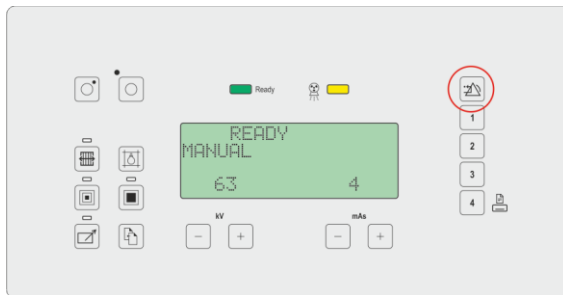 Ready
READY
MANUAL
63 4
kV mAs
− + − +
1
2
3
4